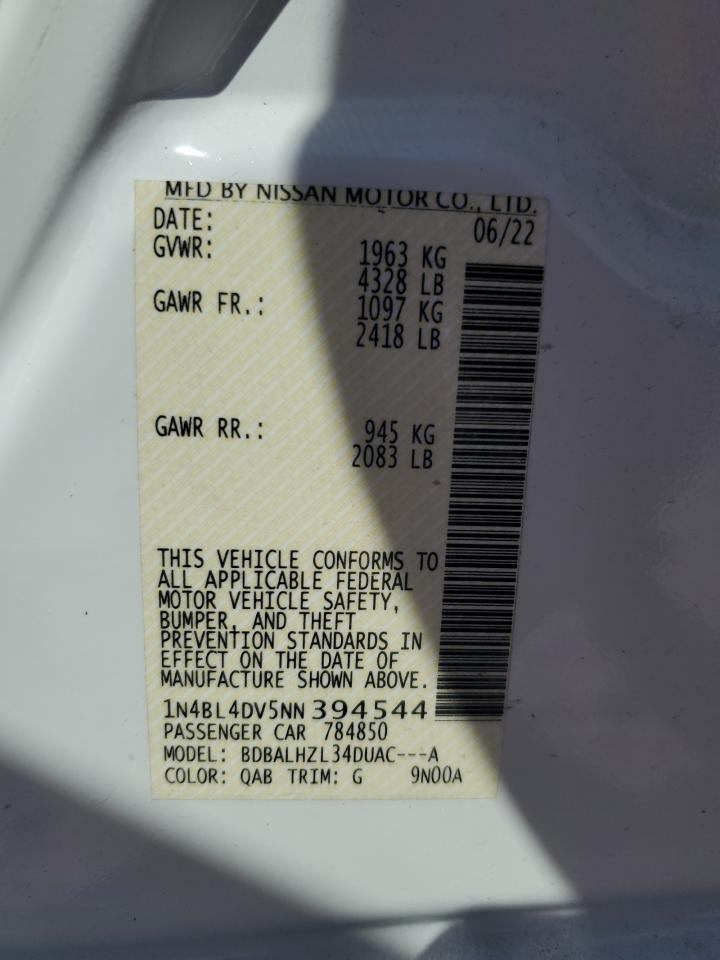 MFD BY NISSAN MOTOR CO., LTD.
DATE: 06/22
GVWR: 1963 KG
4328 LB
GAWR FR.: 1097 KG
2418 LB
GAWR RR.: 945 KG
2083 LB
THIS VEHICLE CONFORMS TO
ALL APPLICABLE FEDERAL
MOTOR VEHICLE SAFETY,
BUMPER, AND THEFT
PREVENTION STANDARDS IN
EFFECT ON THE DATE OF
MANUFACTURE SHOWN ABOVE.
1N4BL4DV5NN394544
PASSENGER CAR 784850
MODEL: BDBALHZL34DUAC---A
COLOR: QAB TRIM: G 9N00A